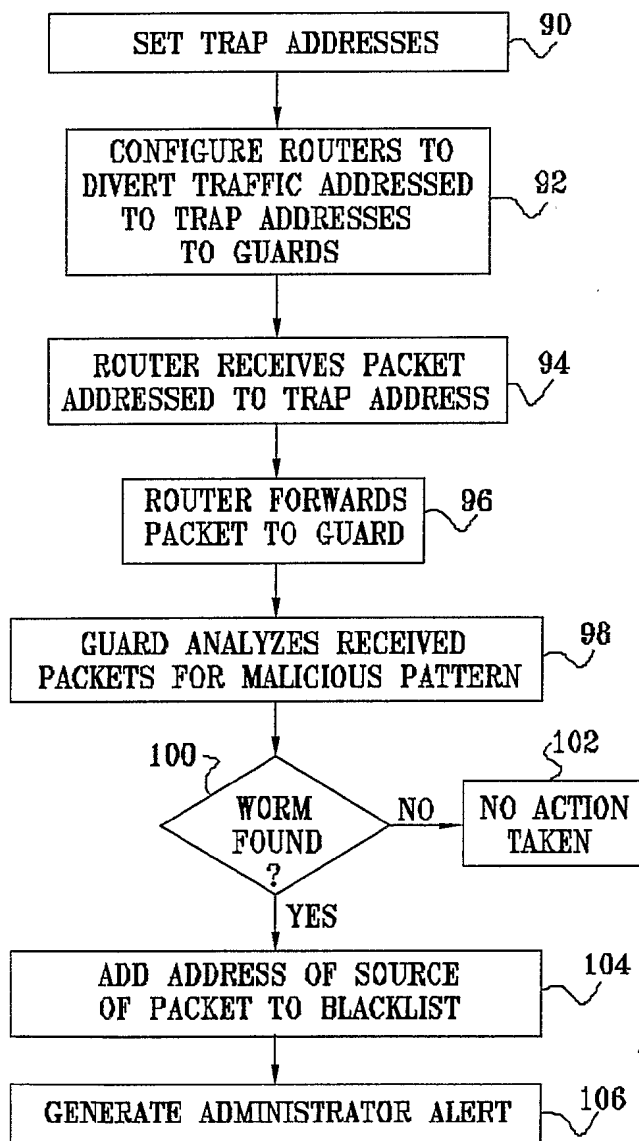 SET TRAP ADDRESSES
90
CONFIGURE ROUTERS TO
DIVERT TRAFFIC ADDRESSED
TO TRAP ADDRESSES
TO GUARDS
92
ROUTER RECEIVES PACKET
ADDRESSED TO TRAP ADDRESS
94
ROUTER FORWARDS
PACKET TO GUARD
96
GUARD ANALYZES RECEIVED
PACKETS FOR MALICIOUS PATTERN
98
100
WORM
FOUND
?
NO
102
NO ACTION
TAKEN
YES
ADD ADDRESS OF SOURCE
OF PACKET TO BLACKLIST
104
GENERATE ADMINISTRATOR ALERT
106